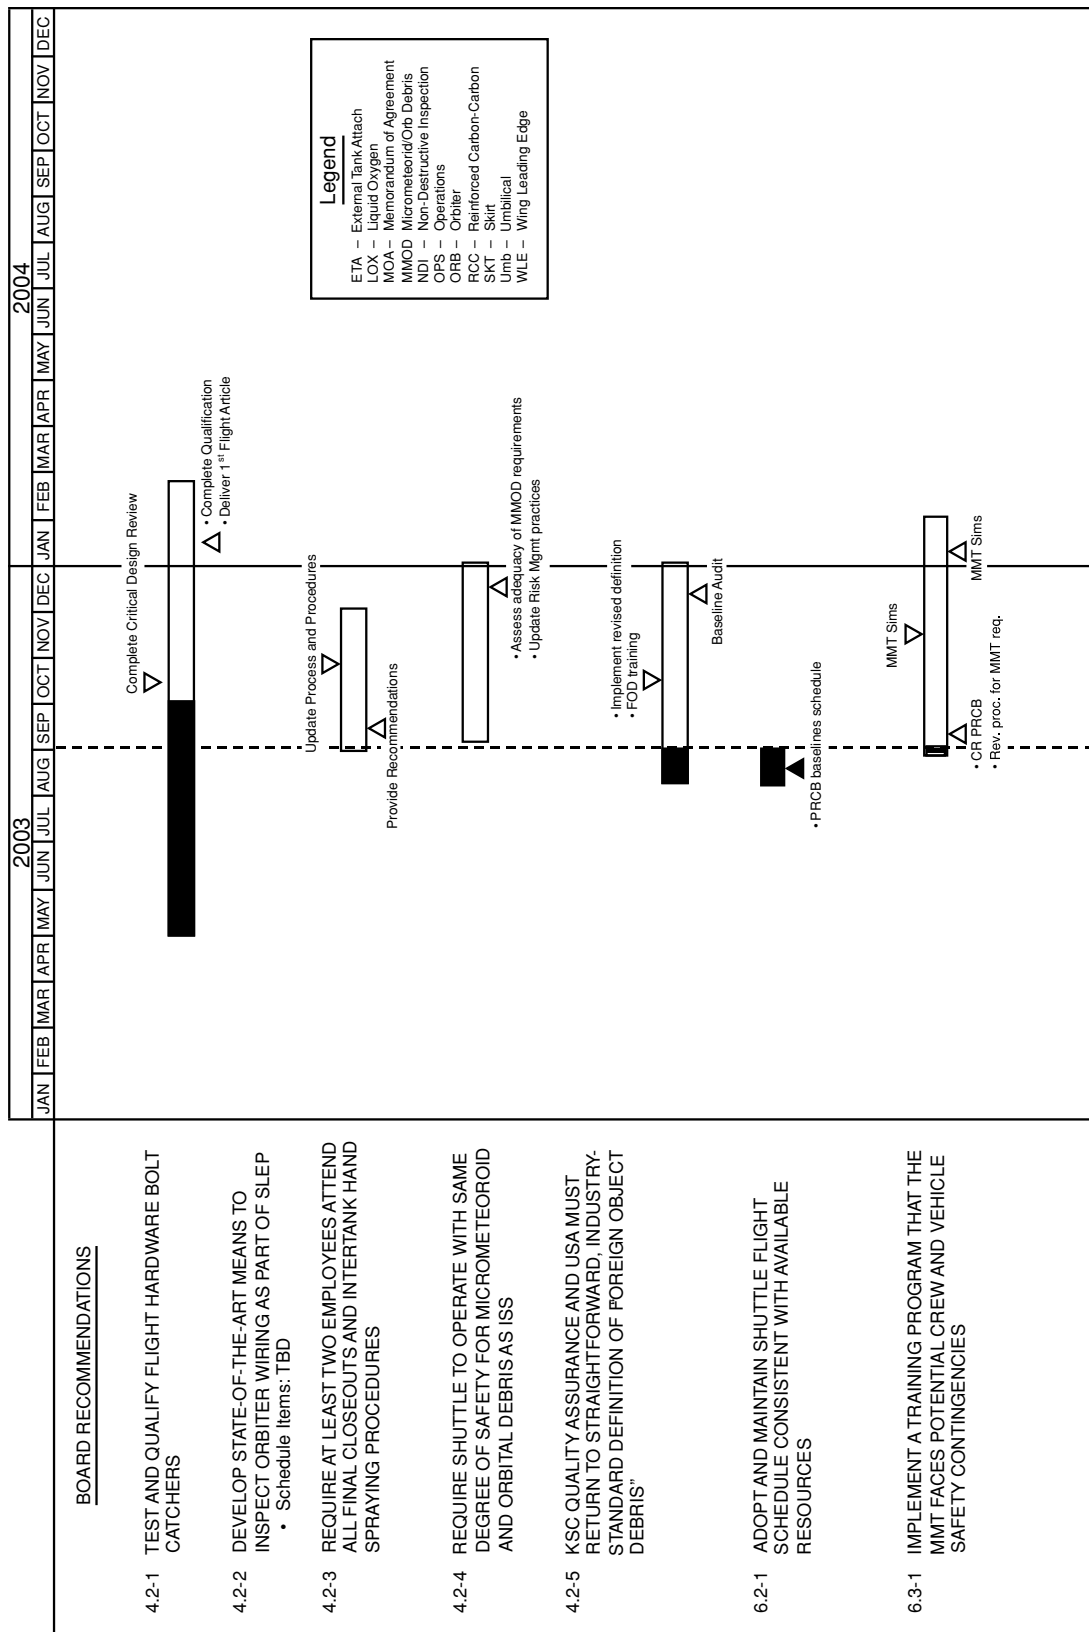 2003
2004
JAN FEB MAR APR MAY JUN JUL AUG SEP OCT NOV DEC JAN FEB MAR APR MAY JUN JUL AUG SEP OCT NOV DEC
BOARD RECOMMENDATIONS
4.2-1 TEST AND QUALIFY FLIGHT HARDWARE BOLT
CATCHERS
Complete Critical Design Review
• Complete Qualification
• Deliver 1st Flight Article
4.2-2 DEVELOP STATE-OF-THE-ART MEANS TO
INSPECT ORBITER WIRING AS PART OF SLEP
• Schedule Items: TBD
4.2-3 REQUIRE AT LEAST TWO EMPLOYEES ATTEND
ALL FINAL CLOSEOUTS AND INTERTANK HAND
SPRAYING PROCEDURES
Update Process and Procedures
Provide Recommendations
4.2-4 REQUIRE SHUTTLE TO OPERATE WITH SAME
DEGREE OF SAFETY FOR MICROMETEOROID
AND ORBITAL DEBRIS AS ISS
• Assess adequacy of MMOD requirements
• Update Risk Mgmt practices
4.2-5 KSC QUALITY ASSURANCE AND USA MUST
RETURN TO STRAIGHTFORWARD, INDUSTRY-
STANDARD DEFINITION OF "FOREIGN OBJECT
DEBRIS"
• Implement revised definition
• FOD training
Baseline Audit
6.2-1 ADOPT AND MAINTAIN SHUTTLE FLIGHT
SCHEDULE CONSISTENT WITH AVAILABLE
RESOURCES
• PRCB baselines schedule
6.3-1 IMPLEMENT A TRAINING PROGRAM THAT THE
MMT FACES POTENTIAL CREW AND VEHICLE
SAFETY CONTINGENCIES
MMT Sims
• CR PRCB
• Rev. proc. for MMT req.
MMT Sims
Legend
ETA – External Tank Attach
LOX – Liquid Oxygen
MOA – Memorandum of Agreement
MMOD Micrometeorid/Orb Debris
NDI – Non-Destructive Inspection
OPS – Operations
ORB – Orbiter
RCC – Reinforced Carbon-Carbon
SKT – Skirt
Umb – Umbilical
WLE – Wing Leading Edge